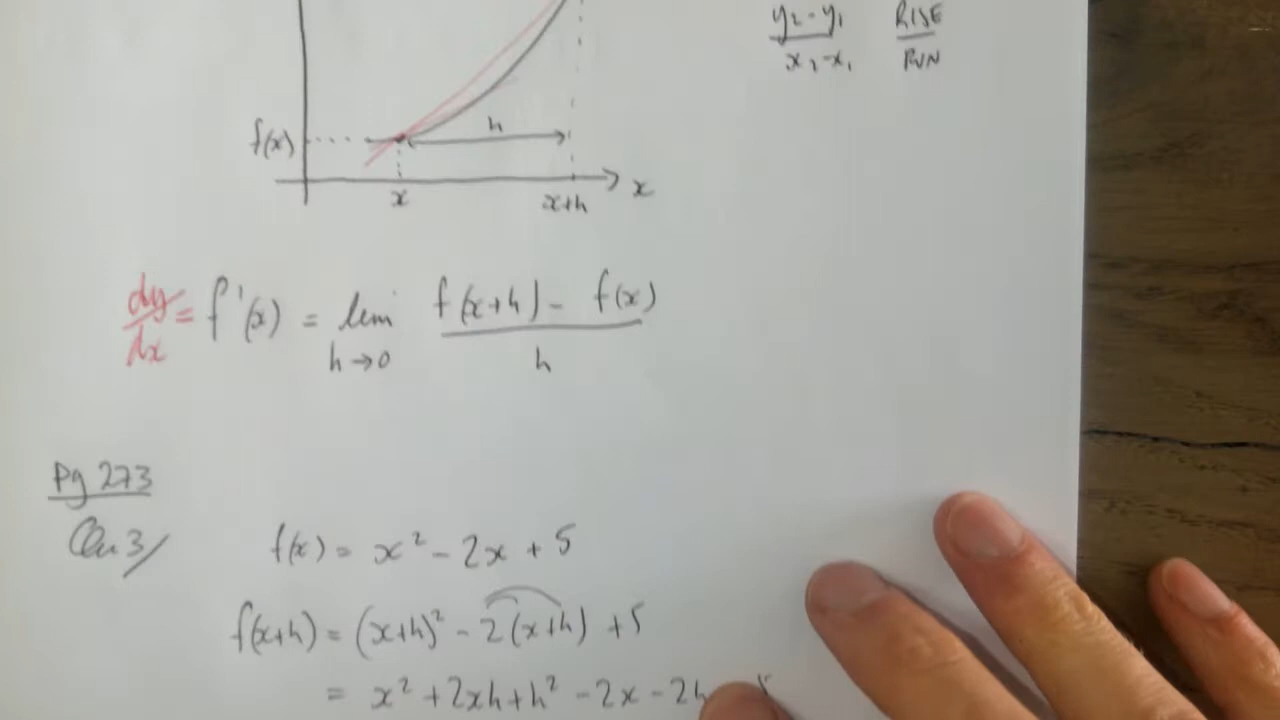 y₂-y₁ RISE
x₂-x₁ RUN
h
f(x)
x x+h x
dy/dx = f'(x) = lim h→0 f(x+h) - f(x) / h
Pg 273
Qu 3/ f(x) = x² - 2x + 5
f(x+h) = (x+h)² - 2(x+h) + 5
= x² + 2xh + h² - 2x - 2h